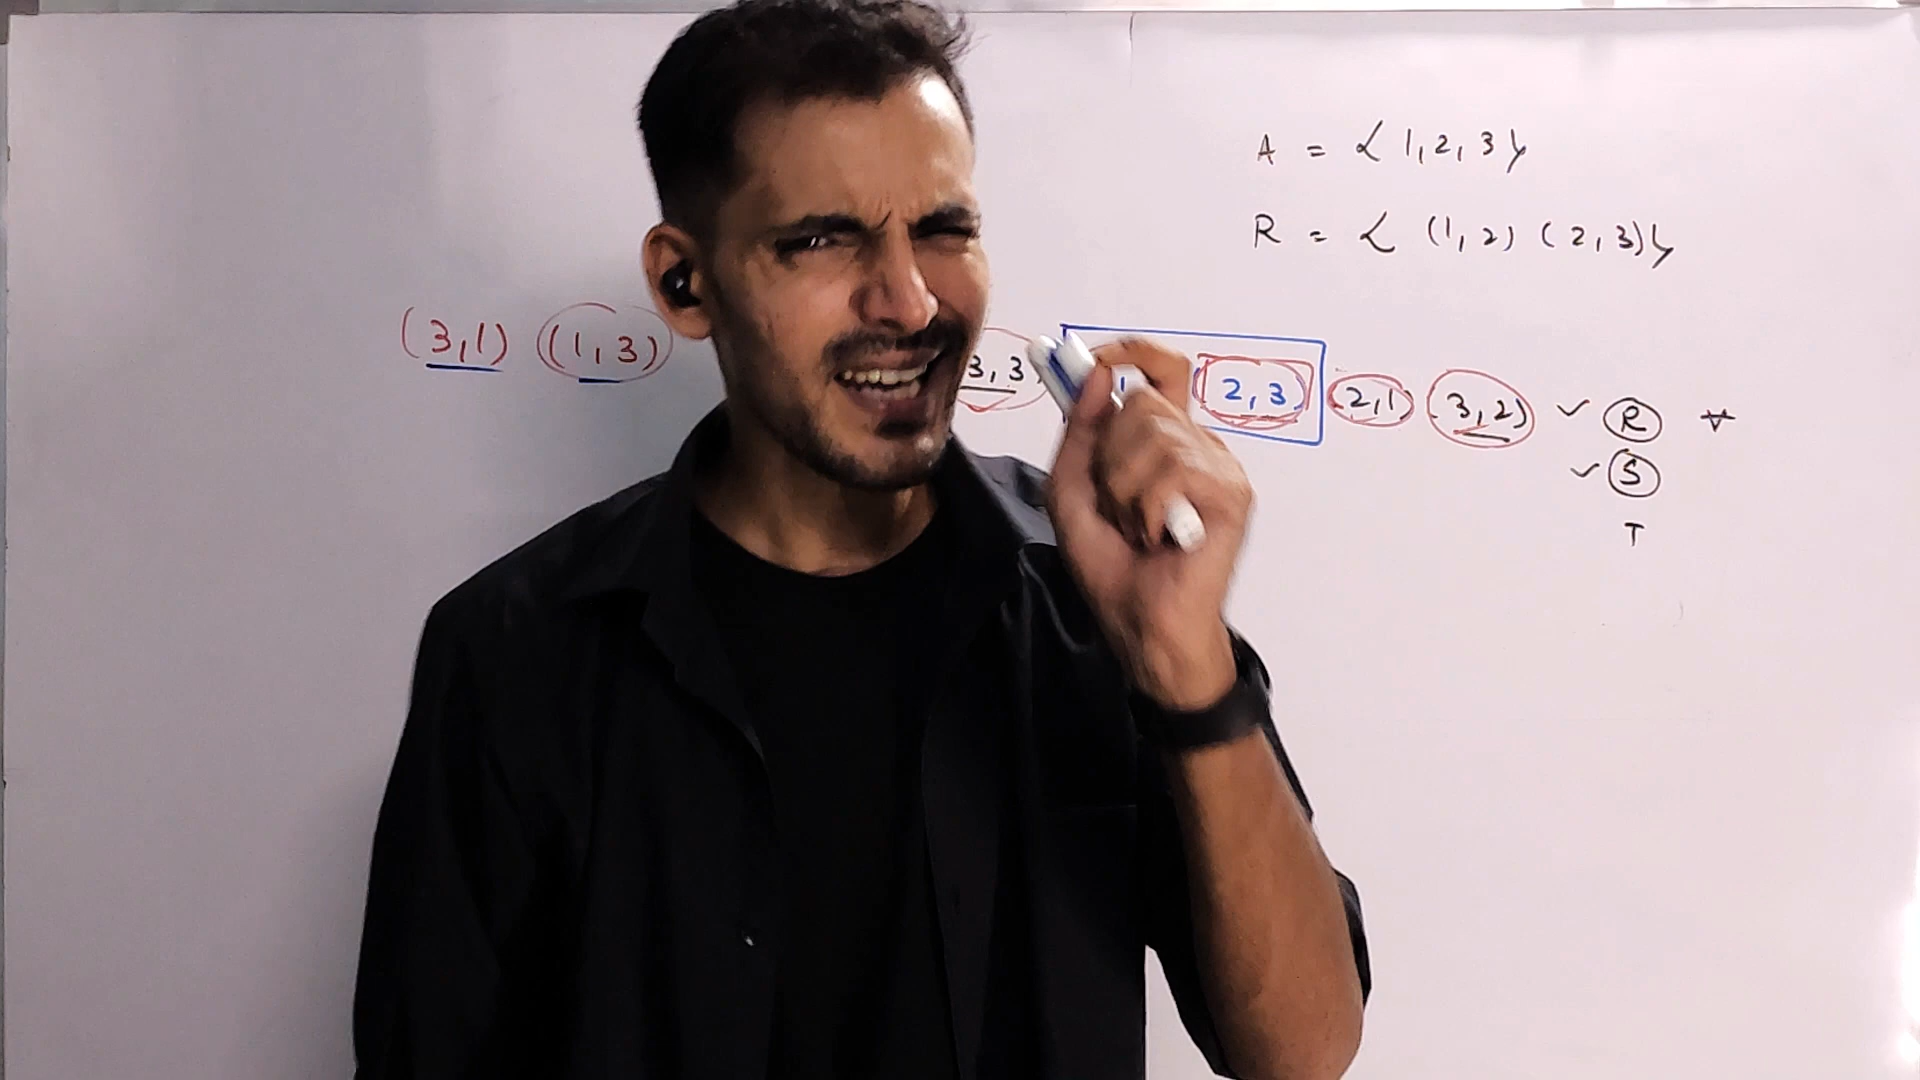 A = { 1, 2, 3 }
R = { (1, 2) (2, 3) }
(3,1) (1, 3) 3, 3 (2, 3) (2,1) (3, 2) ✓ R ∀
✓ S
T